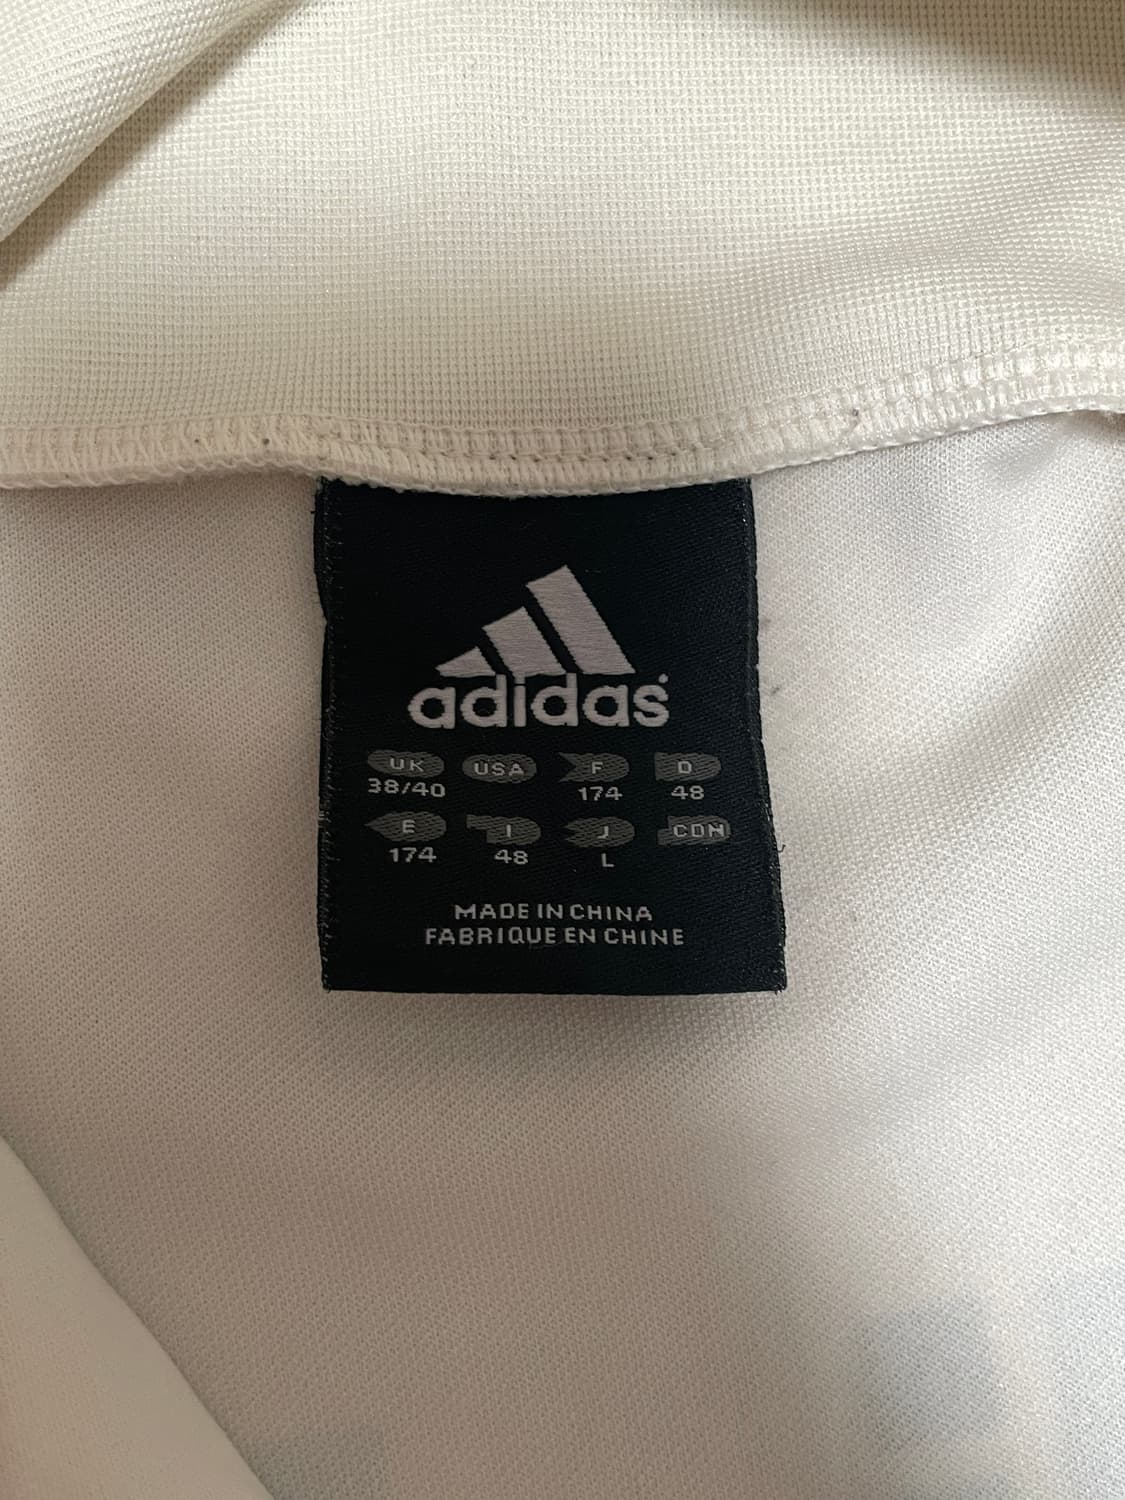 adidas
UK USA F D
38/40 174 48
E I J CDN
174 48 L
MADE IN CHINA
FABRIQUE EN CHINE